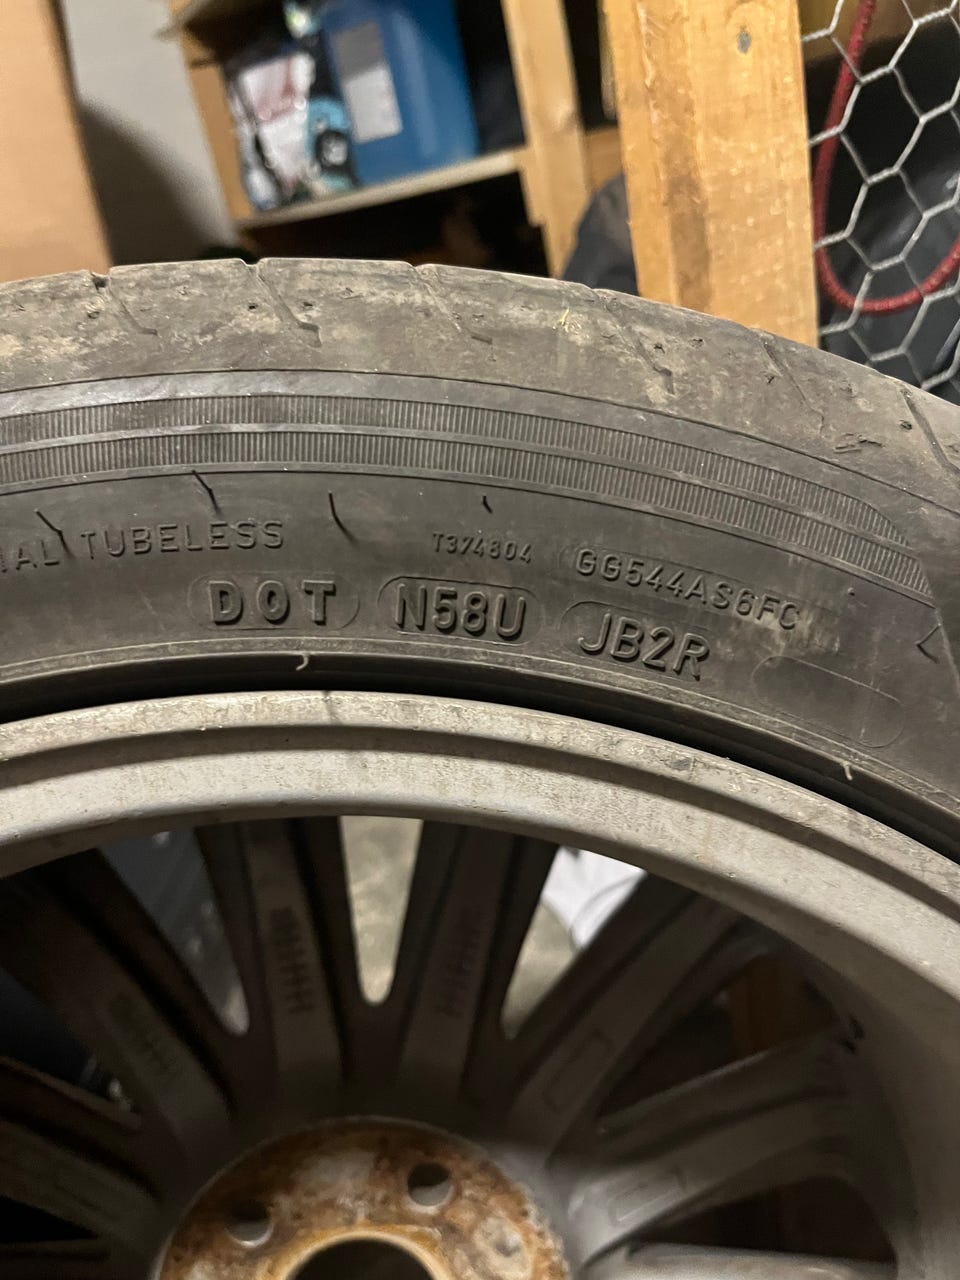 TUBELESS
T374804
GG544AS6FC
DOT N58U JB2R